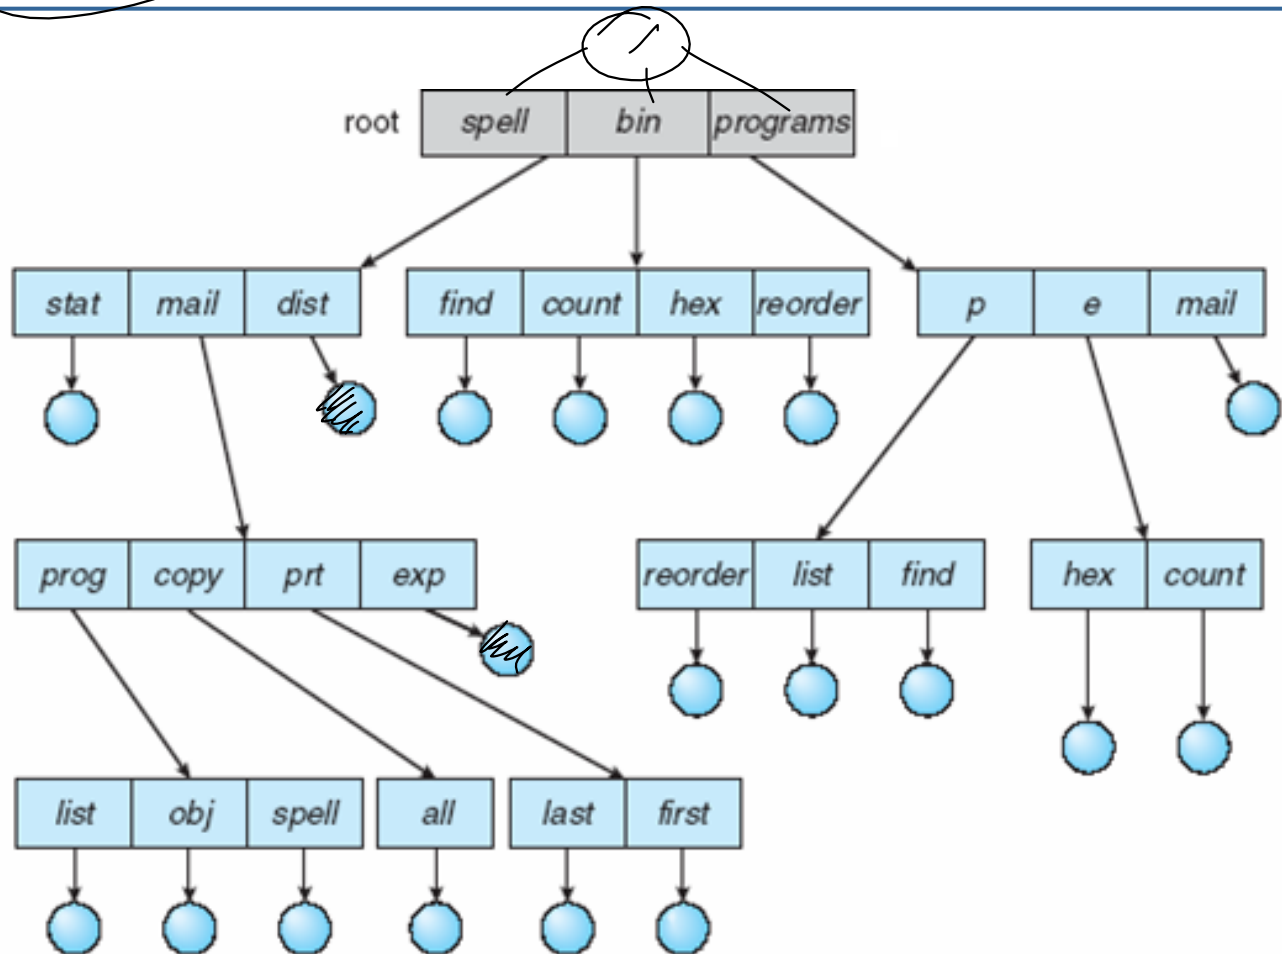 /
root spell bin programs
stat mail dist find count hex reorder p e mail
prog copy prt exp reorder list find hex count
list obj spell all last first